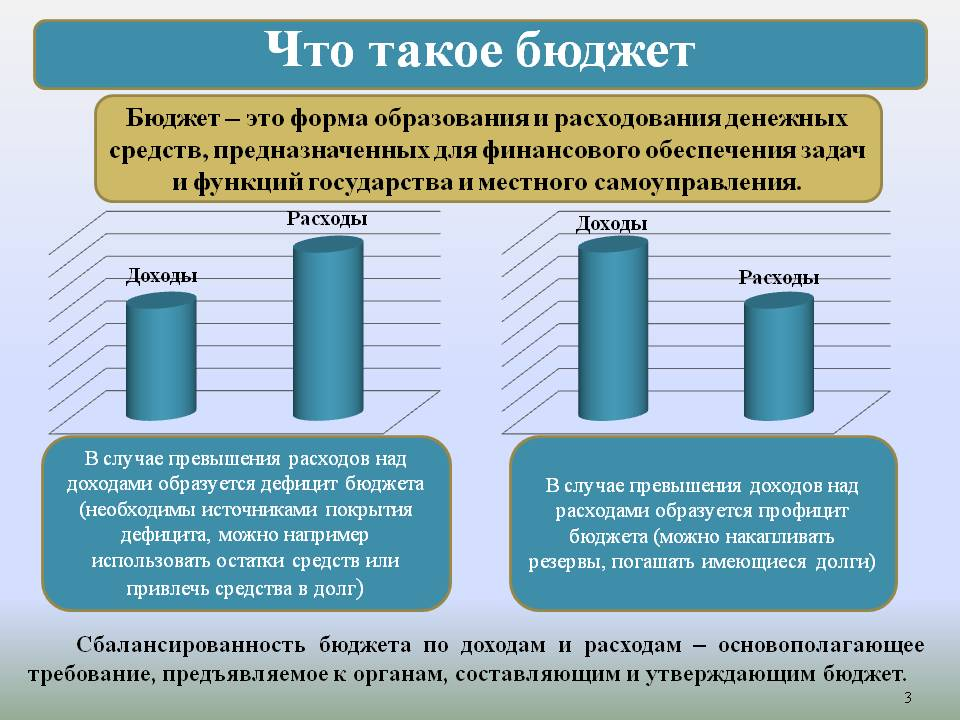 Что такое бюджет
Бюджет – это форма образования и расходования денежных
средств, предназначенных для финансового обеспечения задач
и функций государства и местного самоуправления.
Расходы
Доходы
Доходы
Расходы
В случае превышения расходов над
доходами образуется дефицит бюджета
(необходимы источниками покрытия
дефицита, можно например
использовать остатки средств или
привлечь средства в долг)
В случае превышения доходов над
расходами образуется профицит
бюджета (можно накапливать
резервы, погашать имеющиеся долги)
Сбалансированность бюджета по доходам и расходам – основополагающее
требование, предъявляемое к органам, составляющим и утверждающим бюджет.
3